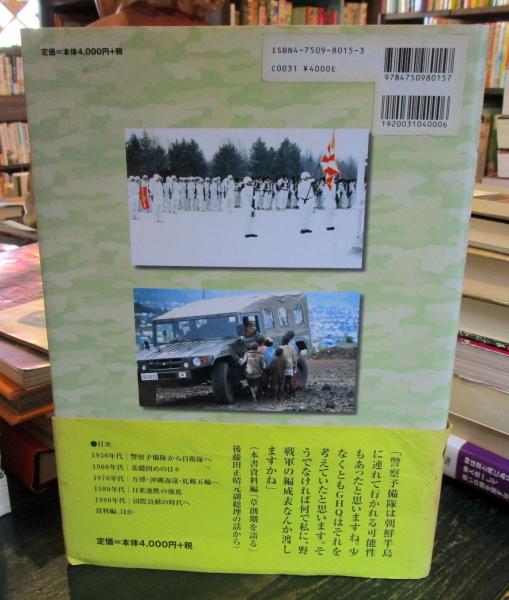 定価=本体4,000円+税
ISBN4-7509-8015-3
C0031 ¥4000E
9784750980157
1920031040006
「警察予備隊は朝鮮半島
に連れて行かれる可能性
もあったと思いますね。少
なくともGHQはそれを
考えていたと思います。そ
うでなければ何で私に、野
戦軍の編成表なんか渡し
ますかね」
(本書資料編「草創期を語る」
後藤田正晴元副総理の話から)
●目次
1950年代｜警察予備隊から自衛隊へ
1960年代｜基礎固めの日々
1970年代｜万博・沖縄返還・札幌五輪…
1980年代｜日米連携の強化
1990年代｜国際貢献の時代へ
資料編、ほか
定価=本体4,000円+税